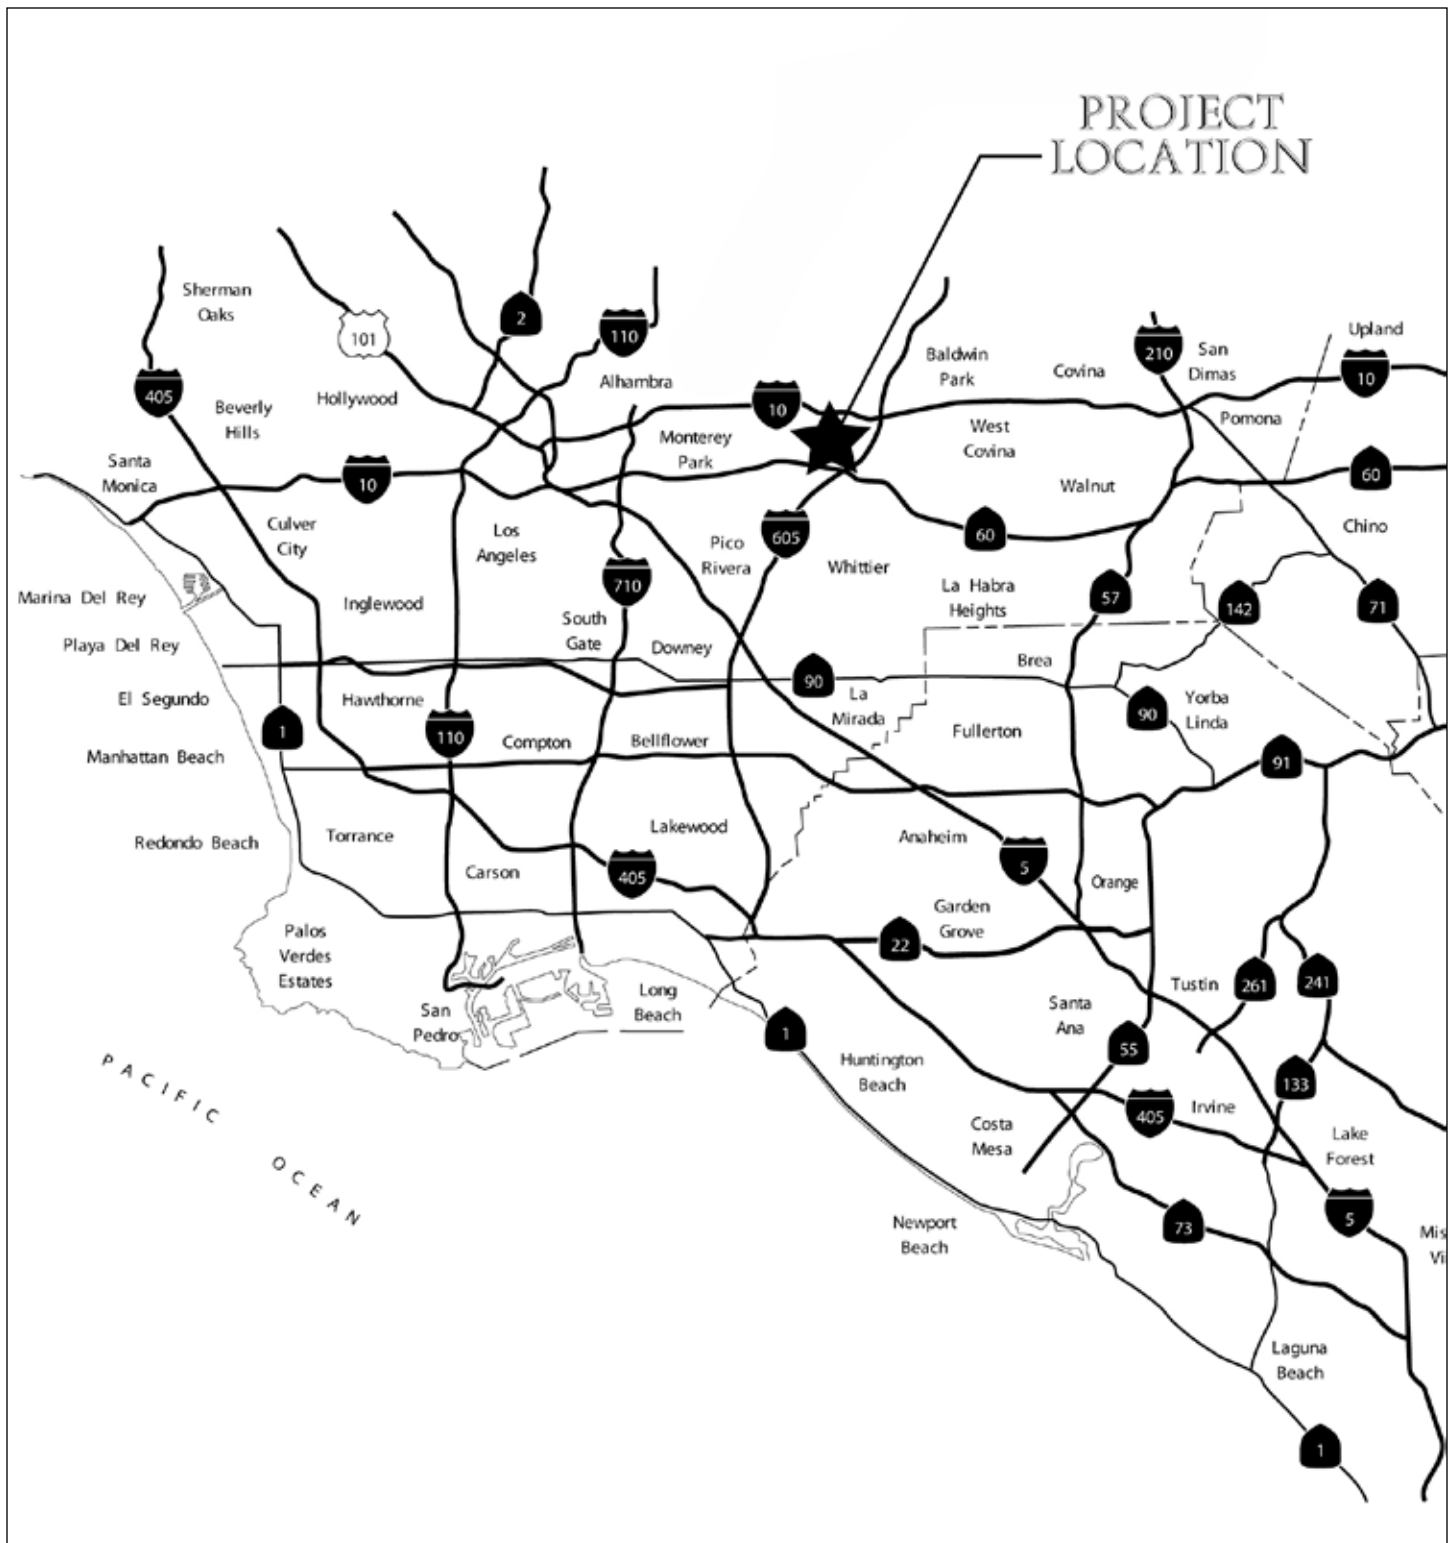 PROJECT
LOCATION
Sherman
Oaks
101
2
110
Alhambra
Baldwin
Park
Covina
210
San
Dimas
Upland
10
405
Beverly
Hills
Hollywood
10
Pomona
Monterey
Park
West
Covina
Santa
Monica
10
60
Walnut
Culver
City
Los
Angeles
Pico
Rivera
605
60
Chino
Whittier
Marina Del Rey
Inglewood
710
La Habra
Heights
57
142
71
South
Gate
Playa Del Rey
Downey
Brea
90
El Segundo
Hawthorne
La
Mirada
90
Yorba
Linda
1
110
Compton
Bellflower
Fullerton
Manhattan Beach
91
Redondo Beach
Torrance
Lakewood
Anaheim
5
Carson
405
Orange
Garden
Grove
22
Palos
Verdes
Estates
Tustin
261
241
San
Pedro
Long
Beach
Santa
Ana
1
55
Huntington
Beach
133
PACIFIC
OCEAN
405
Irvine
Costa
Mesa
Lake
Forest
Newport
Beach
73
5
Mis
Vi
Laguna
Beach
1